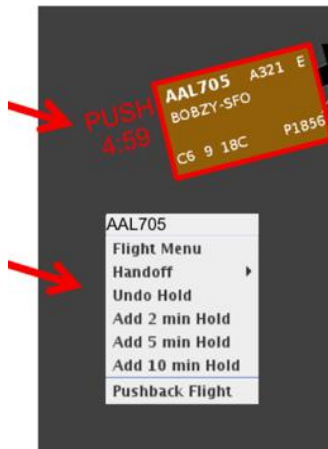 AAL705 A321 E
BOBZY-SFO
C6 9 18C P1856
PUSH
4:59
AAL705
Flight Menu
Handoff
Undo Hold
Add 2 min Hold
Add 5 min Hold
Add 10 min Hold
Pushback Flight